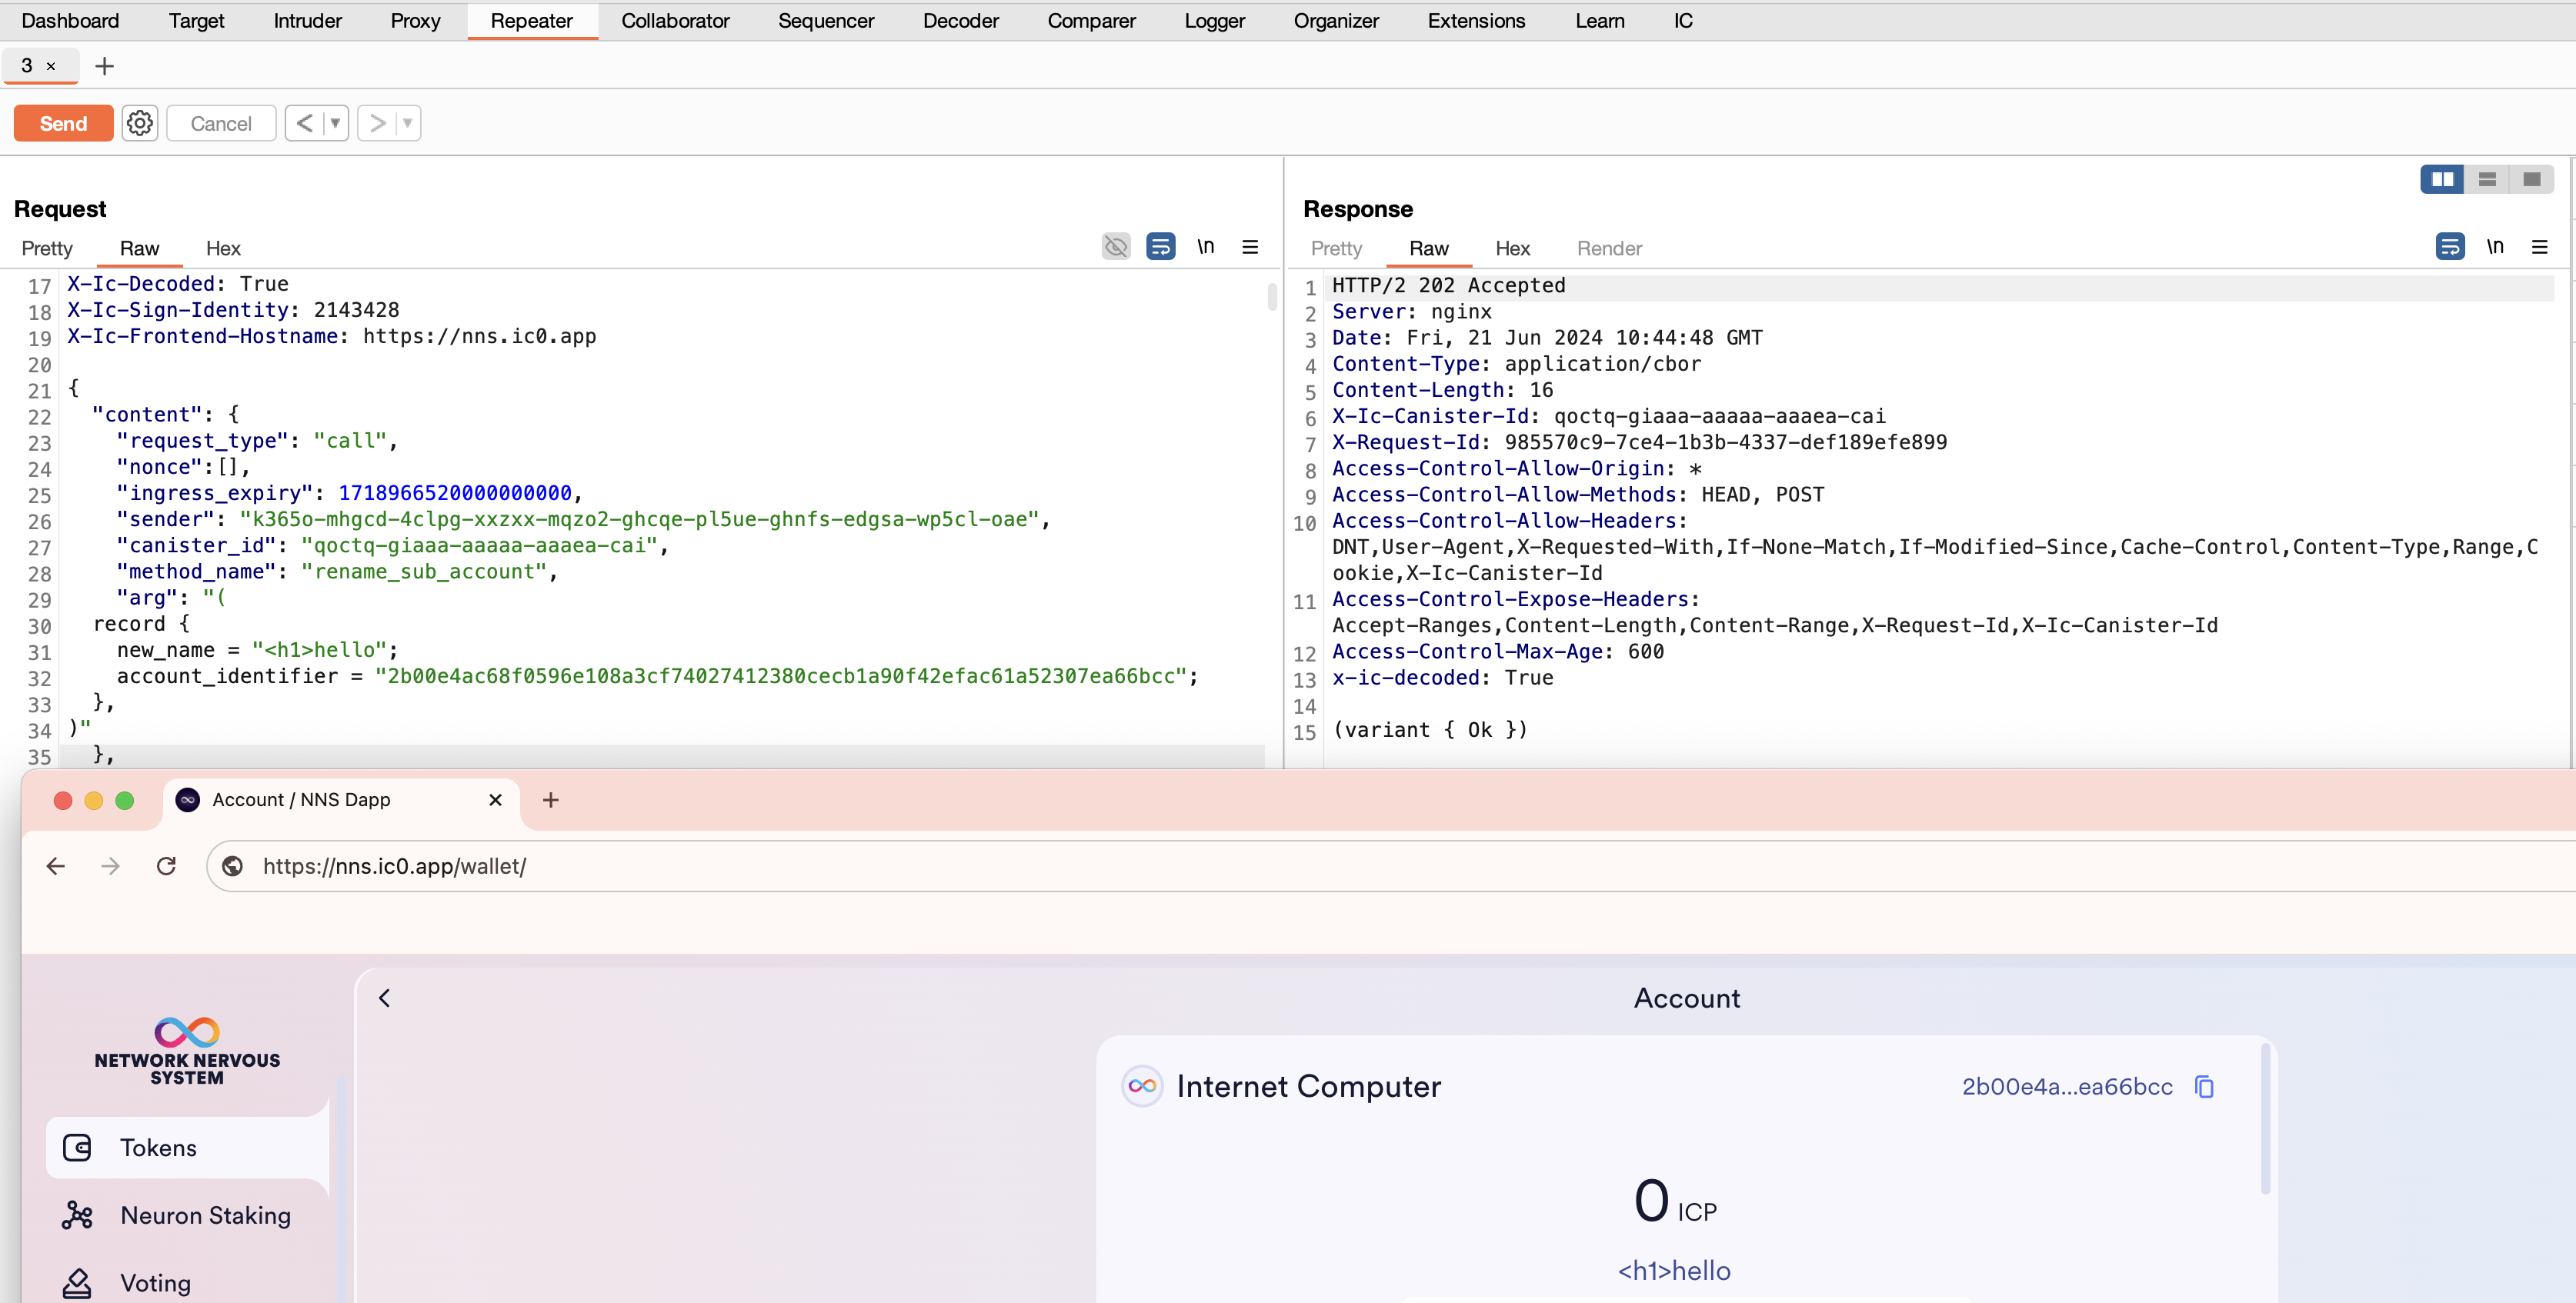 Dashboard Target Intruder Proxy Repeater Collaborator Sequencer Decoder Comparer Logger Organizer Extensions Learn IC
3 × +
Send Cancel < >
Request
Pretty Raw Hex \n
17 X-Ic-Decoded: True
18 X-Ic-Sign-Identity: 2143428
19 X-Ic-Frontend-Hostname: https://nns.ic0.app
20
21 {
22 "content": {
23 "request_type": "call",
24 "nonce":[],
25 "ingress_expiry": 1718966520000000000,
26 "sender": "k365o-mhgcd-4clpg-xxzxx-mqzo2-ghcqe-pl5ue-ghnfs-edgsa-wp5cl-oae",
27 "canister_id": "qoctq-giaaa-aaaaa-aaaea-cai",
28 "method_name": "rename_sub_account",
29 "arg": "(
30 record {
31 new_name = "<h1>hello";
32 account_identifier = "2b00e4ac68f0596e108a3cf74027412380cecb1a90f42efac61a52307ea66bcc";
33 },
34 )"
35 },
Response
Pretty Raw Hex Render \n
1 HTTP/2 202 Accepted
2 Server: nginx
3 Date: Fri, 21 Jun 2024 10:44:48 GMT
4 Content-Type: application/cbor
5 Content-Length: 16
6 X-Ic-Canister-Id: qoctq-giaaa-aaaaa-aaaea-cai
7 X-Request-Id: 985570c9-7ce4-1b3b-4337-def189efe899
8 Access-Control-Allow-Origin: *
9 Access-Control-Allow-Methods: HEAD, POST
10 Access-Control-Allow-Headers:
DNT,User-Agent,X-Requested-With,If-None-Match,If-Modified-Since,Cache-Control,Content-Type,Range,C
ookie,X-Ic-Canister-Id
11 Access-Control-Expose-Headers:
Accept-Ranges,Content-Length,Content-Range,X-Request-Id,X-Ic-Canister-Id
12 Access-Control-Max-Age: 600
13 x-ic-decoded: True
14
15 (variant { Ok })
Account / NNS Dapp × +
https://nns.ic0.app/wallet/
NETWORK NERVOUS
SYSTEM
Tokens
Neuron Staking
Voting
Account
Internet Computer 2b00e4a...ea66bcc
0 ICP
<h1>hello